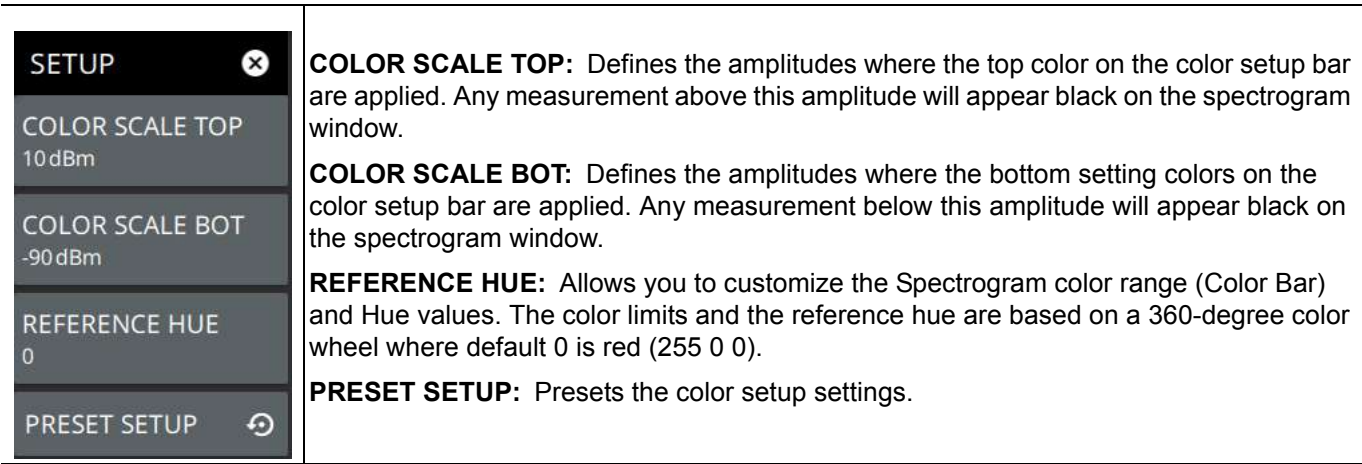 SETUP
COLOR SCALE TOP
10 dBm
COLOR SCALE BOT
-90 dBm
REFERENCE HUE
0
PRESET SETUP
COLOR SCALE TOP: Defines the amplitudes where the top color on the color setup bar
are applied. Any measurement above this amplitude will appear black on the spectrogram
window.
COLOR SCALE BOT: Defines the amplitudes where the bottom setting colors on the
color setup bar are applied. Any measurement below this amplitude will appear black on
the spectrogram window.
REFERENCE HUE: Allows you to customize the Spectrogram color range (Color Bar)
and Hue values. The color limits and the reference hue are based on a 360-degree color
wheel where default 0 is red (255 0 0).
PRESET SETUP: Presets the color setup settings.